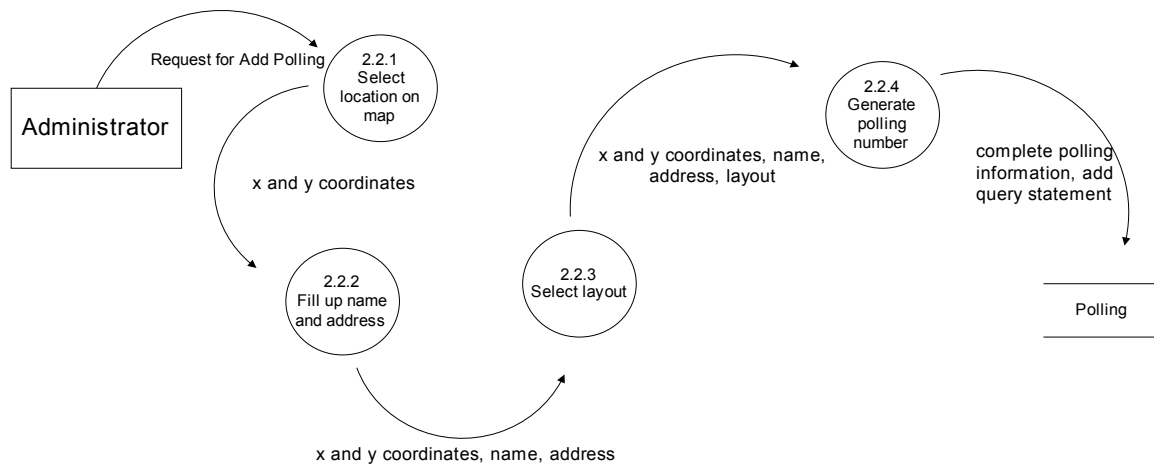 Request for Add Polling
2.2.1
Select
location on
map
Administrator
x and y coordinates
2.2.2
Fill up name
and address
x and y coordinates, name, address
2.2.3
Select layout
x and y coordinates, name,
address, layout
2.2.4
Generate
polling
number
complete polling
information, add
query statement
Polling